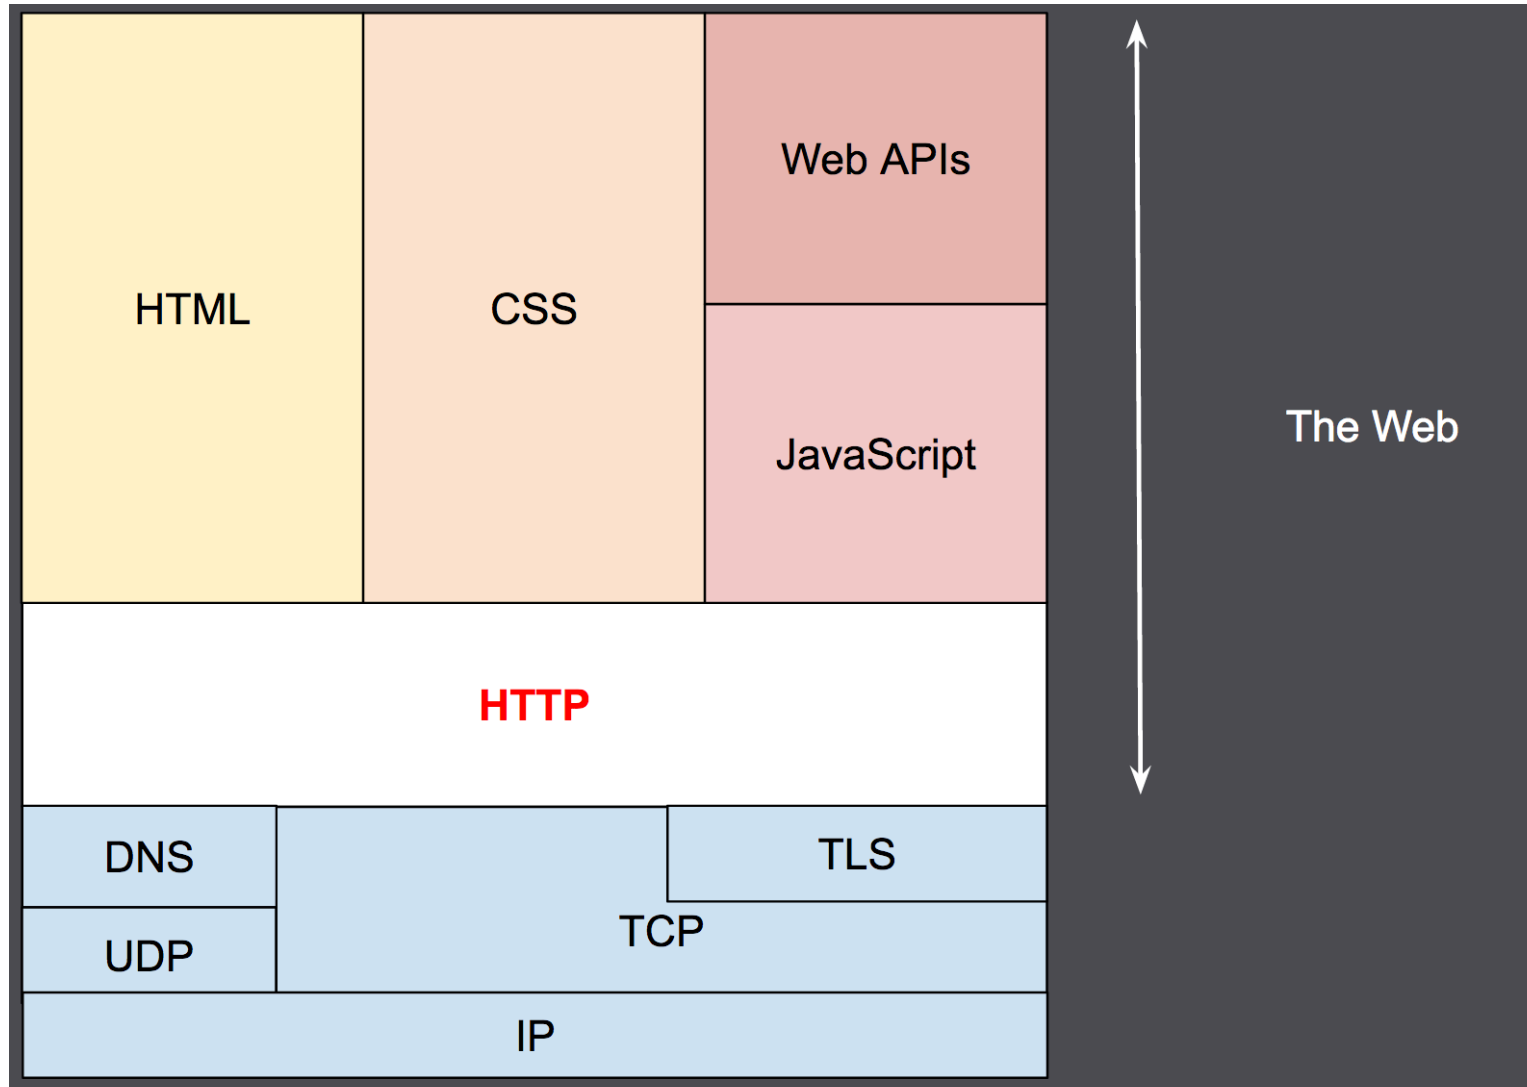 Web APIs
HTML
CSS
The Web
JavaScript
HTTP
DNS
TLS
TCP
UDP
IP